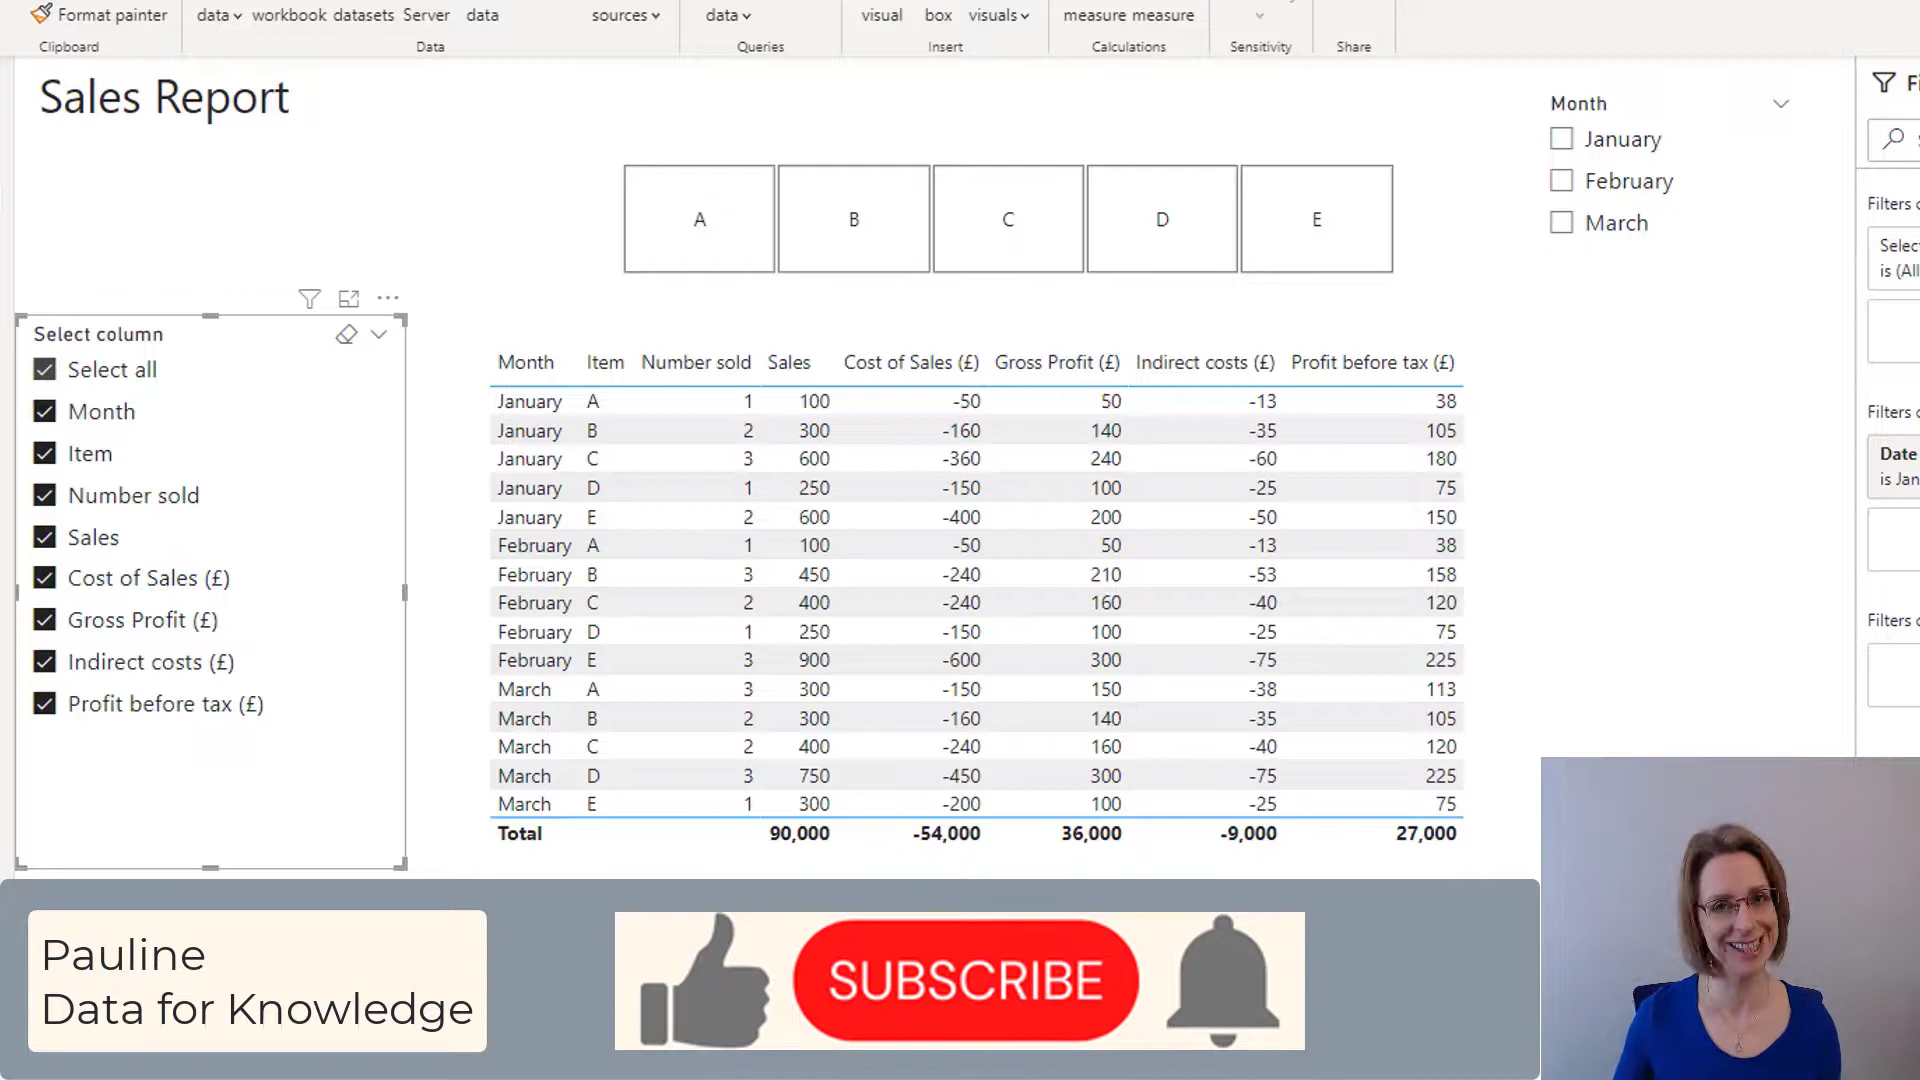 Format painter
data workbook datasets Server data
sources
data
visual box visuals
measure measure
Clipboard
Data
Queries
Insert
Calculations
Sensitivity
Share
Sales Report
A B C D E
Month
January
February
March
Filters
Selec
is (All
Filters
Date
is Jan
Filters
Select column
Select all
Month
Item
Number sold
Sales
Cost of Sales (£)
Gross Profit (£)
Indirect costs (£)
Profit before tax (£)
Month Item Number sold Sales Cost of Sales (£) Gross Profit (£) Indirect costs (£) Profit before tax (£)
January A 1 100 -50 50 -13 38
January B 2 300 -160 140 -35 105
January C 3 600 -360 240 -60 180
January D 1 250 -150 100 -25 75
January E 2 600 -400 200 -50 150
February A 1 100 -50 50 -13 38
February B 3 450 -240 210 -53 158
February C 2 400 -240 160 -40 120
February D 1 250 -150 100 -25 75
February E 3 900 -600 300 -75 225
March A 3 300 -150 150 -38 113
March B 2 300 -160 140 -35 105
March C 2 400 -240 160 -40 120
March D 3 750 -450 300 -75 225
March E 1 300 -200 100 -25 75
Total 90,000 -54,000 36,000 -9,000 27,000
Pauline
Data for Knowledge
SUBSCRIBE